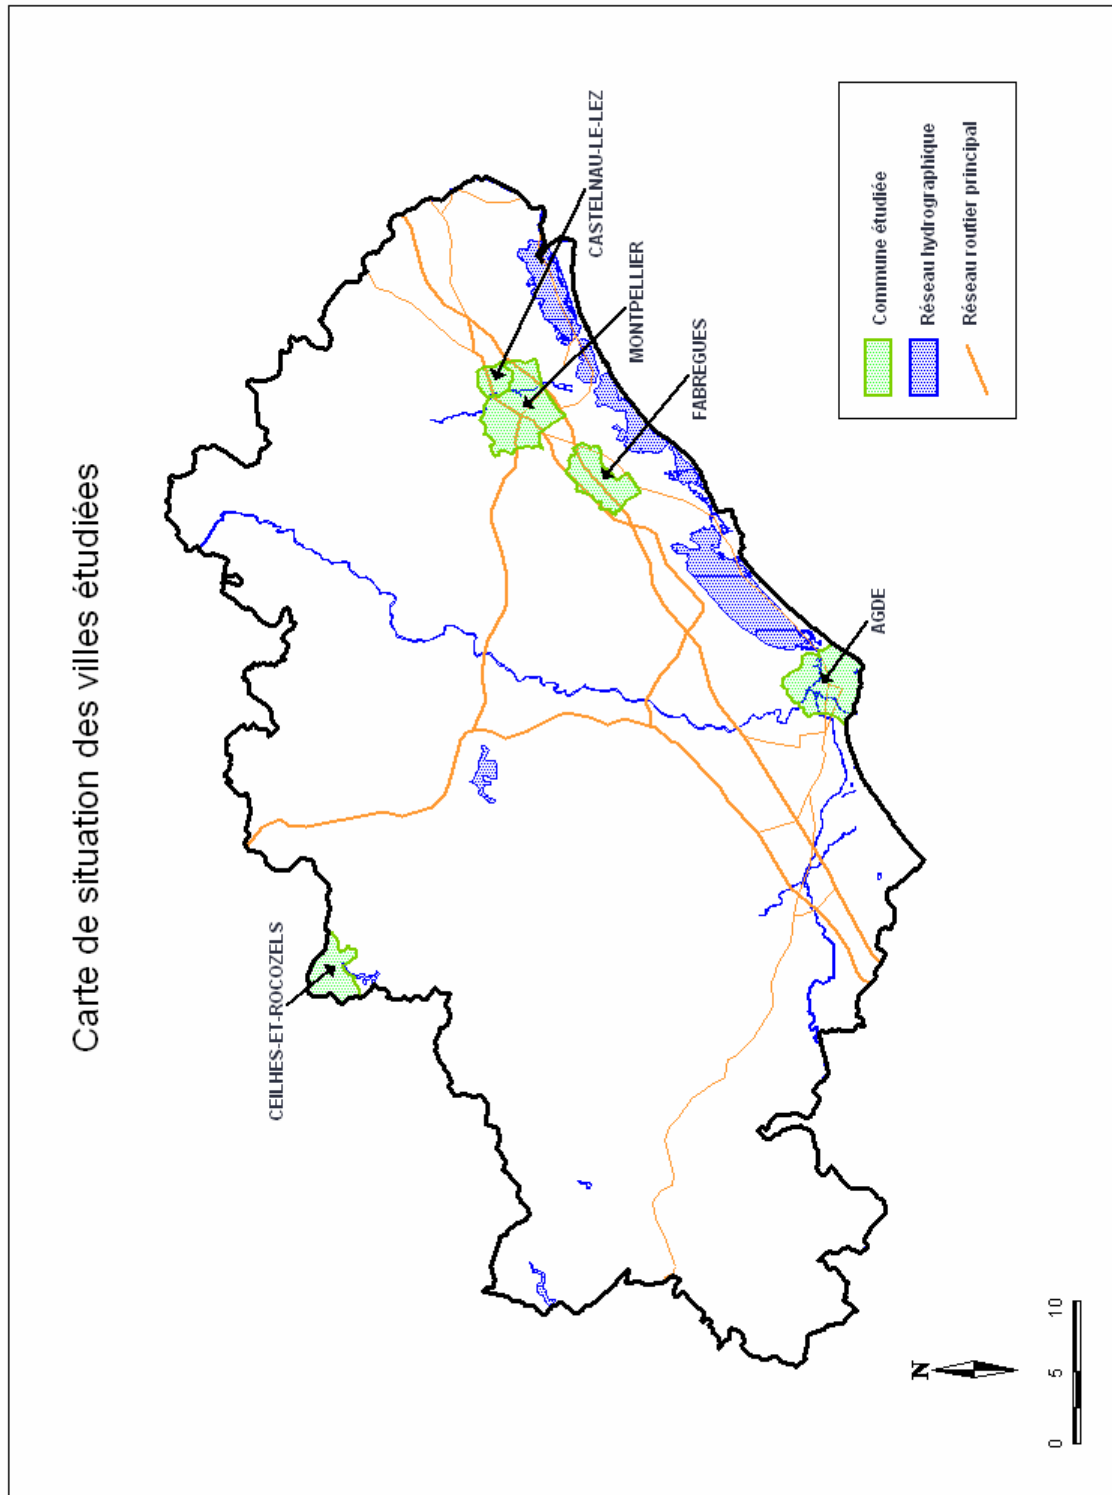 Carte de situation des villes étudiées
CEILHES-ET-ROCOZELS
CASTELNAU-LE-LEZ
MONTPELLIER
FABREGUES
AGDE
Commune étudiée
Réseau hydrographique
Réseau routier principal
N
0 5 10